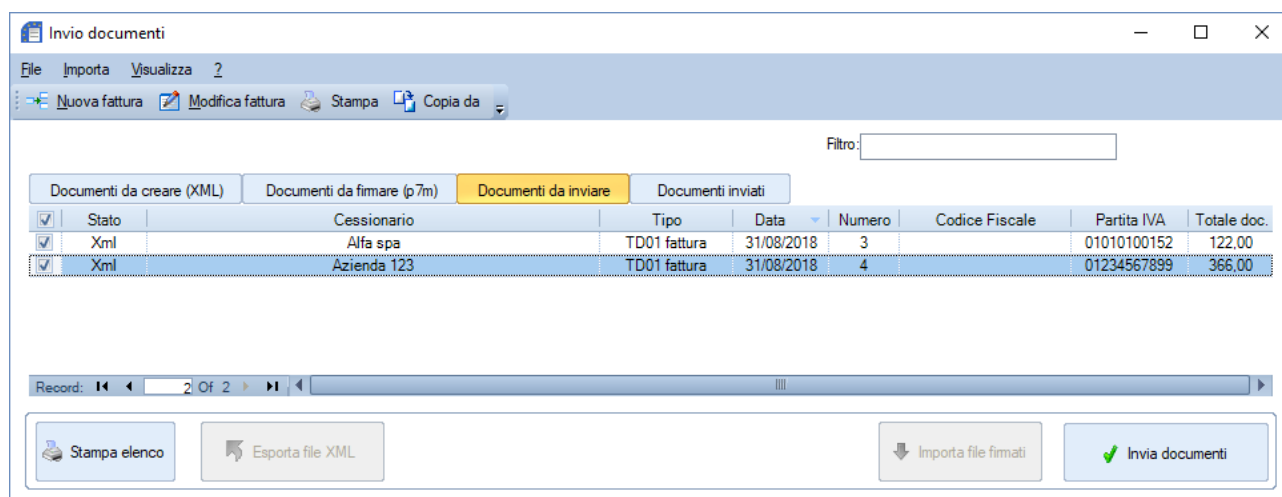 Invio documenti
File Importa Visualizza ?
Nuova fattura Modifica fattura Stampa Copia da
Filtro:
Documenti da creare (XML) Documenti da firmare (p7m) Documenti da inviare Documenti inviati
Stato Cessionario Tipo Data Numero Codice Fiscale Partita IVA Totale doc.
Xml Alfa spa TD01 fattura 31/08/2018 3 01010100152 122,00
Xml Azienda 123 TD01 fattura 31/08/2018 4 01234567899 366,00
Record: 2 Of 2
Stampa elenco Esporta file XML Importa file firmati Invia documenti